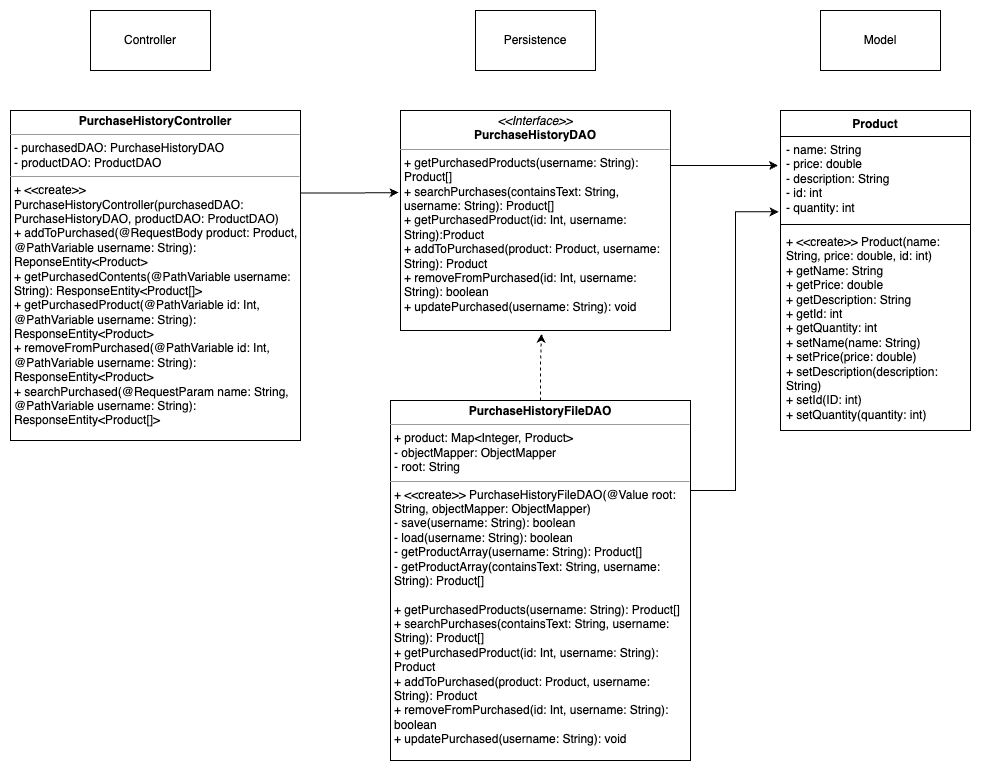 Controller
Persistence
Model
PurchaseHistoryController
- purchasedDAO: PurchaseHistoryDAO
- productDAO: ProductDAO
+ <<create>>
PurchaseHistoryController(purchasedDAO:
PurchaseHistoryDAO, productDAO: ProductDAO)
+ addToPurchased(@RequestBody product: Product,
@PathVariable username: String):
ReponseEntity<Product>
+ getPurchasedContents(@PathVariable username:
String): ResponseEntity<Product[]>
+ getPurchasedProduct(@PathVariable id: Int,
@PathVariable username: String):
ResponseEntity<Product>
+ removeFromPurchased(@PathVariable id: Int,
@PathVariable username: String):
ResponseEntity<Product>
+ searchPurchased(@RequestParam name: String,
@PathVariable username: String):
ResponseEntity<Product[]>
<<Interface>>
PurchaseHistoryDAO
+ getPurchasedProducts(username: String):
Product[]
+ searchPurchases(containsText: String,
username: String): Product[]
+ getPurchasedProduct(id: Int, username:
String):Product
+ addToPurchased(product: Product, username:
String): Product
+ removeFromPurchased(id: Int, username:
String): boolean
+ updatePurchased(username: String): void
PurchaseHistoryFileDAO
+ product: Map<Integer, Product>
- objectMapper: ObjectMapper
- root: String
+ <<create>> PurchaseHistoryFileDAO(@Value root:
String, objectMapper: ObjectMapper)
- save(username: String): boolean
- load(username: String): boolean
- getProductArray(username: String): Product[]
- getProductArray(containsText: String, username:
String): Product[]
+ getPurchasedProducts(username: String): Product[]
+ searchPurchases(containsText: String, username:
String): Product[]
+ getPurchasedProduct(id: Int, username: String):
Product
+ addToPurchased(product: Product, username:
String): Product
+ removeFromPurchased(id: Int, username: String):
boolean
+ updatePurchased(username: String): void
Product
- name: String
- price: double
- description: String
- id: int
- quantity: int
+ <<create>> Product(name:
String, price: double, id: int)
+ getName: String
+ getPrice: double
+ getDescription: String
+ getId: int
+ getQuantity: int
+ setName(name: String)
+ setPrice(price: double)
+ setDescription(description:
String)
+ setId(ID: int)
+ setQuantity(quantity: int)